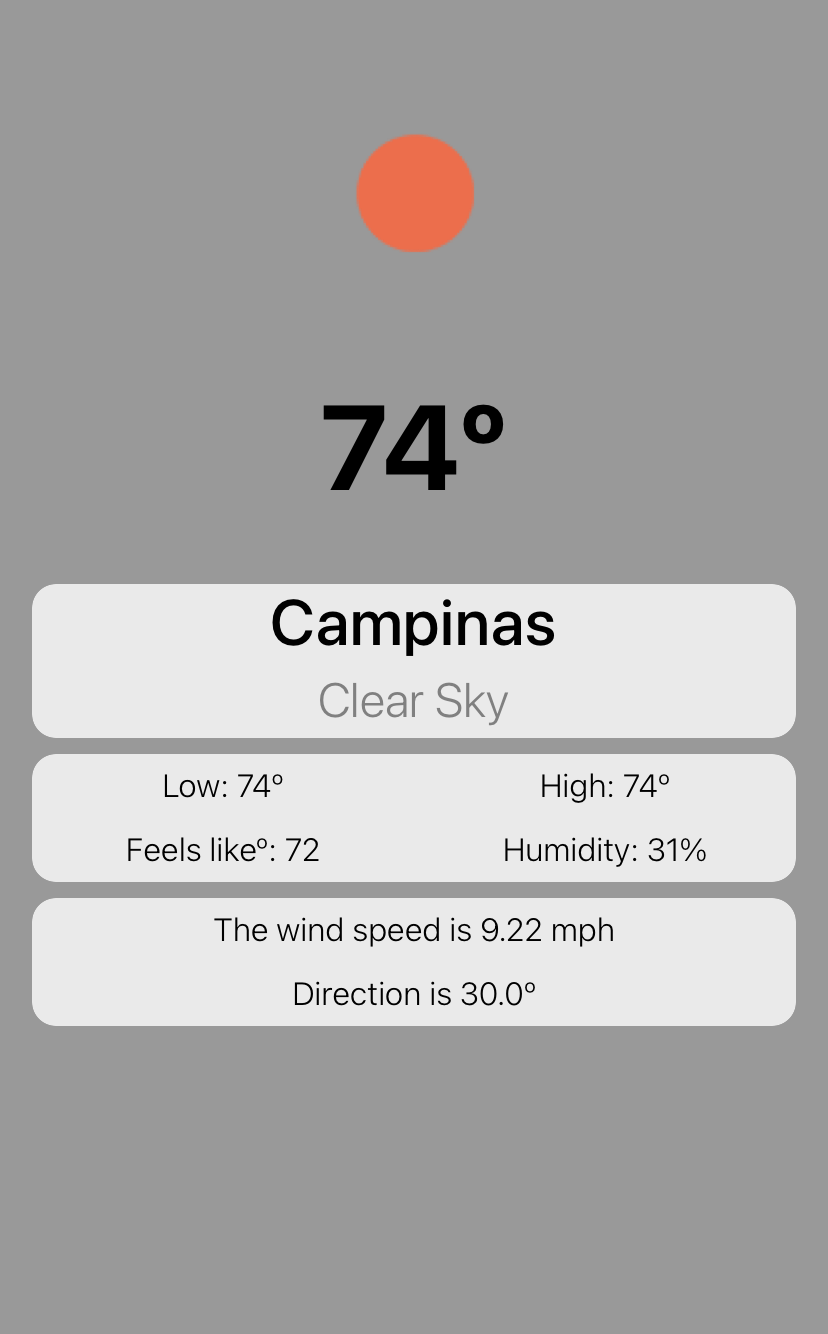 74º
Campinas
Clear Sky
Low: 74º High: 74º
Feels likeº: 72 Humidity: 31%
The wind speed is 9.22 mph
Direction is 30.0º